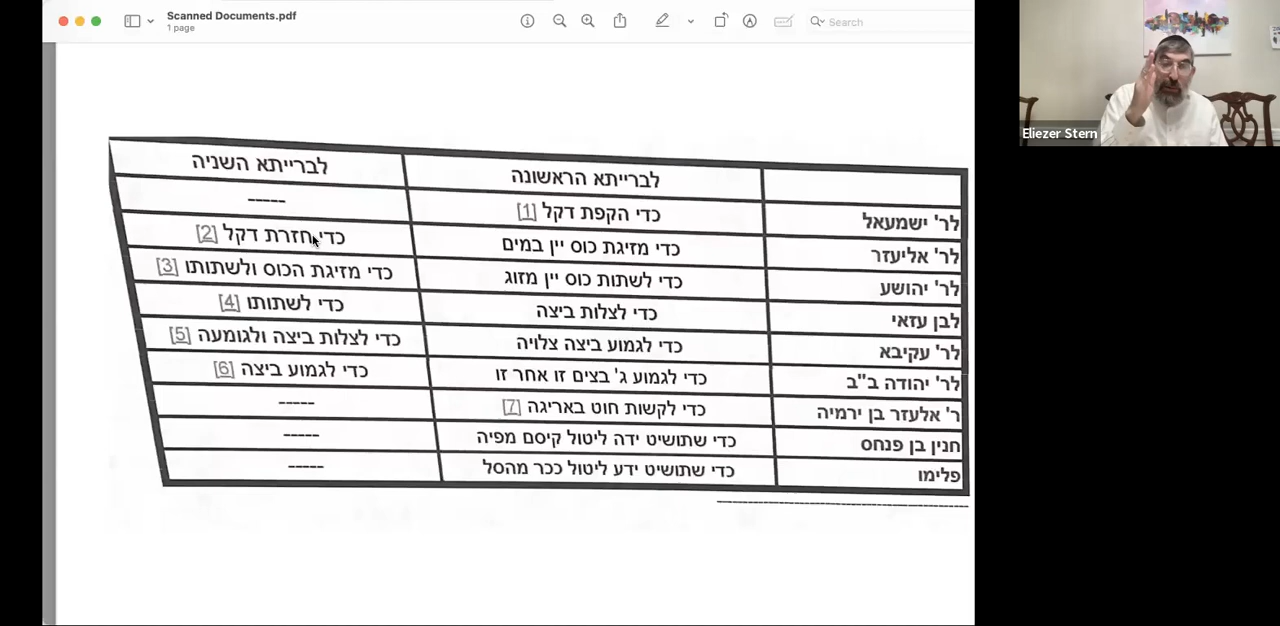 Scanned Documents.pdf
1 page
Search
Eliezer Stern
לברייתא הראשונה לברייתא השניה
לר' ישמעאל כדי הקפת דקל [1] -----
לר' אליעזר כדי מזיגת כוס יין במים כדי חזרת דקל [2]
לר' יהושע כדי לשתות כוס יין מזוג כדי מזיגת הכוס ולשתותו [3]
לבן עזאי כדי לצלות ביצה כדי לשתותו [4]
לר' עקיבא כדי לגמוע ביצה צלויה כדי לצלות ביצה ולגומעה [5]
לר' יהודה ב"ב כדי לגמוע ג' בצים זו אחר זו כדי לגמוע ביצה [6]
ר' אלעזר בן ירמיה כדי לקשות חוט באריגה [7] -----
חנין בן פנחס כדי שתושיט ידה ליטול קיסם מפיה -----
פלימו כדי שתושיט ידע ליטול ככר מהסל -----